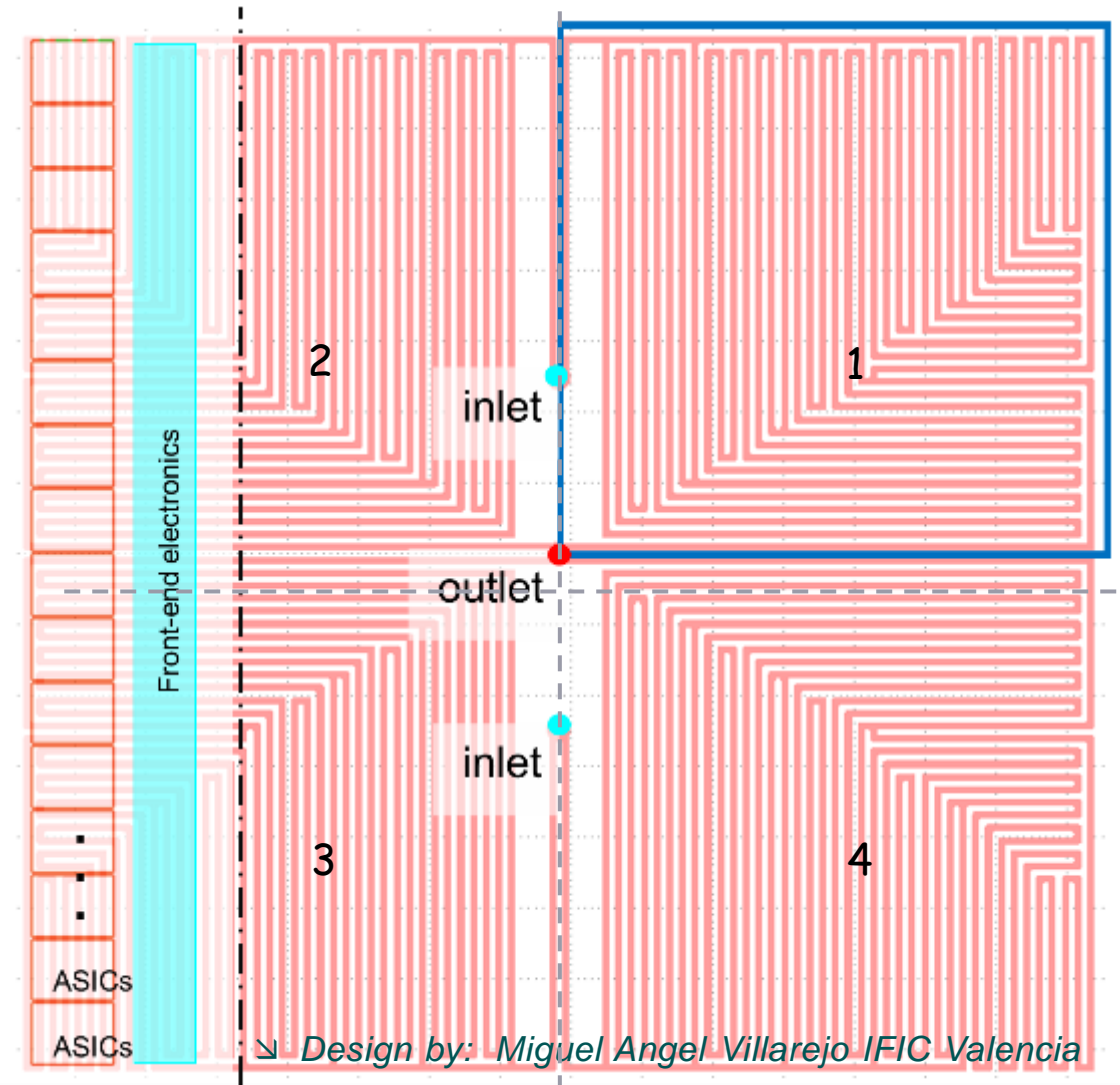 2
1
inlet
Front-end electronics
outlet
inlet
3
4
ASICs
ASICs
↘ Design by: Miguel Angel Villarejo IFIC Valencia